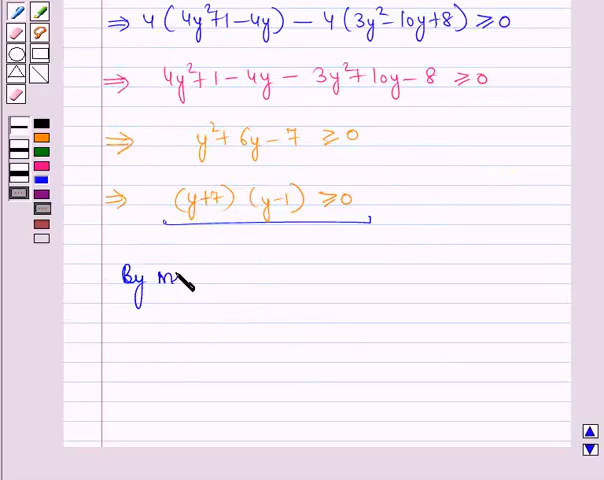 ⇒ 4(4y²+1-4y) - 4(3y²-10y+8) ≥ 0
⇒ 4y²+1-4y - 3y²+10y-8 ≥ 0
⇒ y²+6y-7 ≥ 0
⇒ (y+7) (y-1) ≥ 0
By m